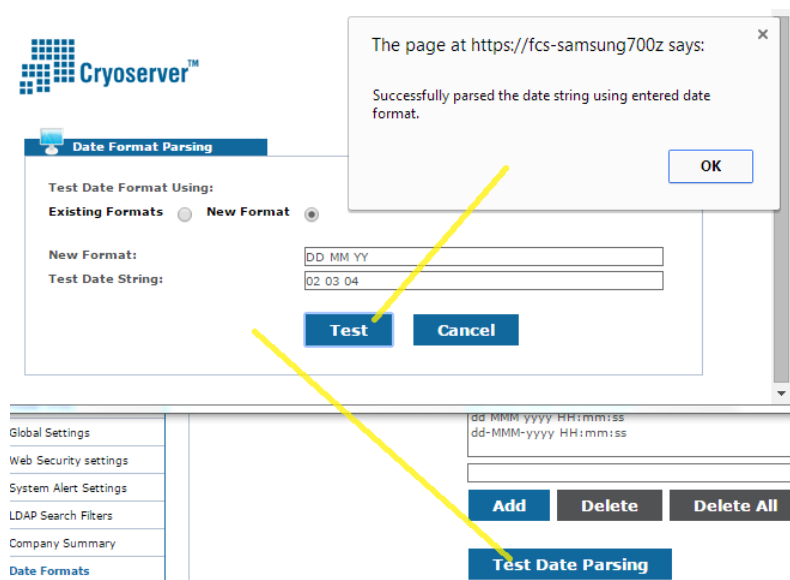 The page at https://fcs-samsung700z says:
Cryoserver™
Successfully parsed the date string using entered date
format.
OK
Date Format Parsing
Test Date Format Using:
Existing Formats New Format
New Format: DD MM YY
Test Date String: 02 03 04
Test Cancel
dd MMM yyyy HH:mm:ss
Global Settings
dd-MMM-yyyy HH:mm:ss
Web Security settings
System Alert Settings
Add Delete Delete All
LDAP Search Filters
Company Summary
Test Date Parsing
Date Formats